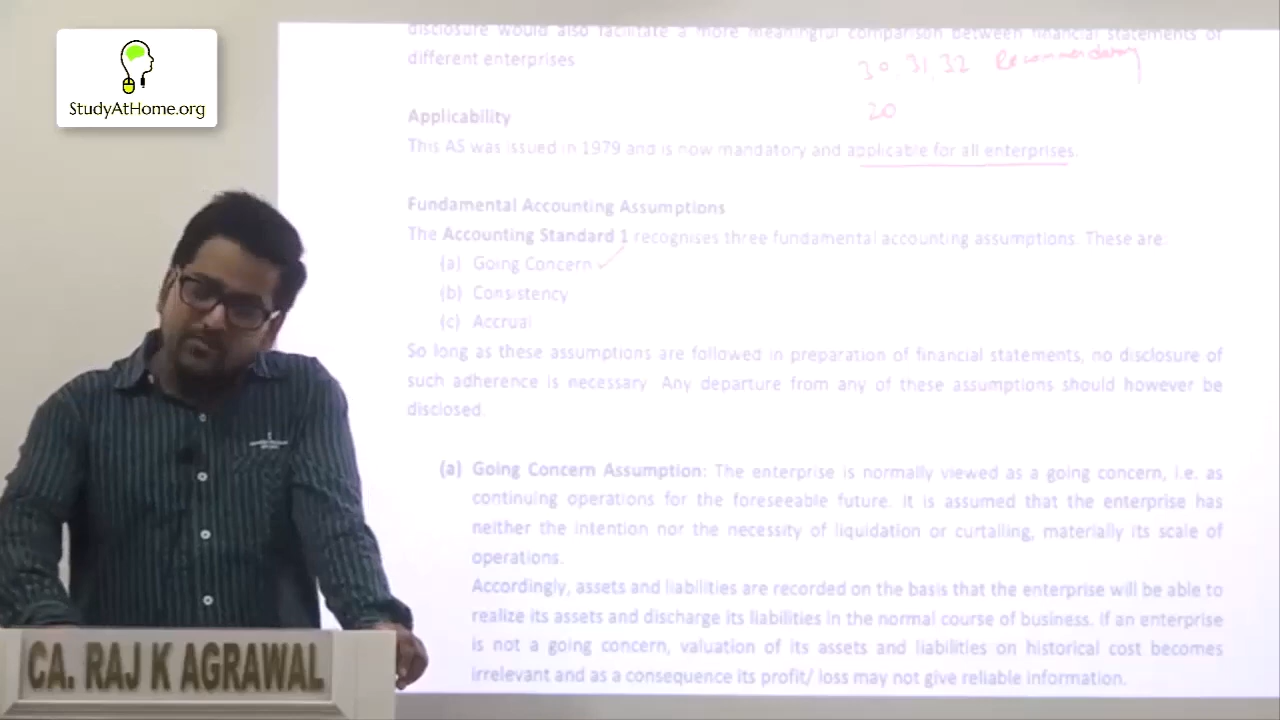 StudyAtHome.org
disclosure would also facilitate a more meaningful comparison between financial statements of
different enterprises
30, 31, 32 Recommendatory
20
Applicability
This AS was issued in 1979 and is now mandatory and applicable for all enterprises.
Fundamental Accounting Assumptions
The Accounting Standard 1 recognises three fundamental accounting assumptions. These are:
(a) Going Concern
(b) Consistency
(c) Accrual
So long as these assumptions are followed in preparation of financial statements, no disclosure of
such adherence is necessary. Any departure from any of these assumptions should however be
disclosed.
(a) Going Concern Assumption: The enterprise is normally viewed as a going concern, i.e. as
continuing operations for the foreseeable future. It is assumed that the enterprise has
neither the intention nor the necessity of liquidation or curtailing, materially its scale of
operations.
Accordingly, assets and liabilities are recorded on the basis that the enterprise will be able to
realize its assets and discharge its liabilities in the normal course of business. If an enterprise
is not a going concern, valuation of its assets and liabilities on historical cost becomes
irrelevant and as a consequence its profit/ loss may not give reliable information.
CA. RAJ K AGRAWAL